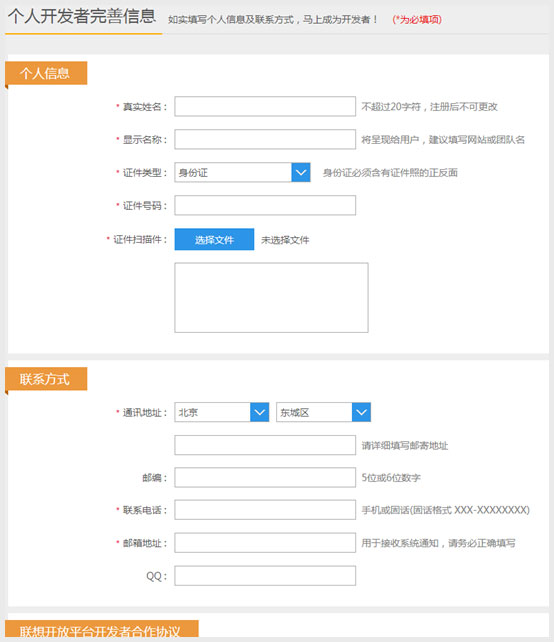 个人开发者完善信息 如实填写个人信息及联系方式，马上成为开发者！ (*为必填项)
个人信息
* 真实姓名： 不超过20字符，注册后不可更改
* 显示名称： 将呈现给用户，建议填写网站或团队名
* 证件类型： 身份证 身份证必须含有证件照的正反面
* 证件号码：
* 证件扫描件： 选择文件 未选择文件
联系方式
* 通讯地址： 北京 东城区
请详细填写邮寄地址
邮编： 5位或6位数字
* 联系电话： 手机或固话(固话格式 XXX-XXXXXXXX)
* 邮箱地址： 用于接收系统通知，请务必正确填写
QQ：
联想开放平台开发者合作协议